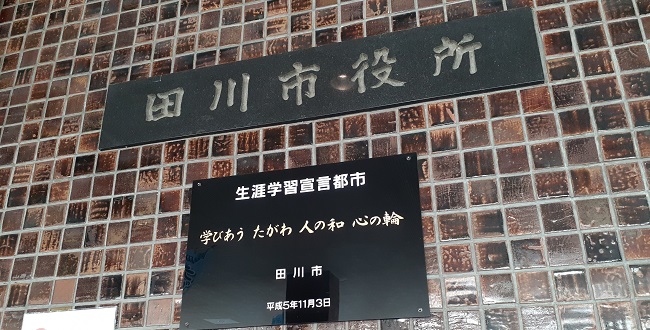 田川市役所
生涯学習宣言都市
学びあう たがわ 人の和 心の輪
田川市
平成5年11月3日